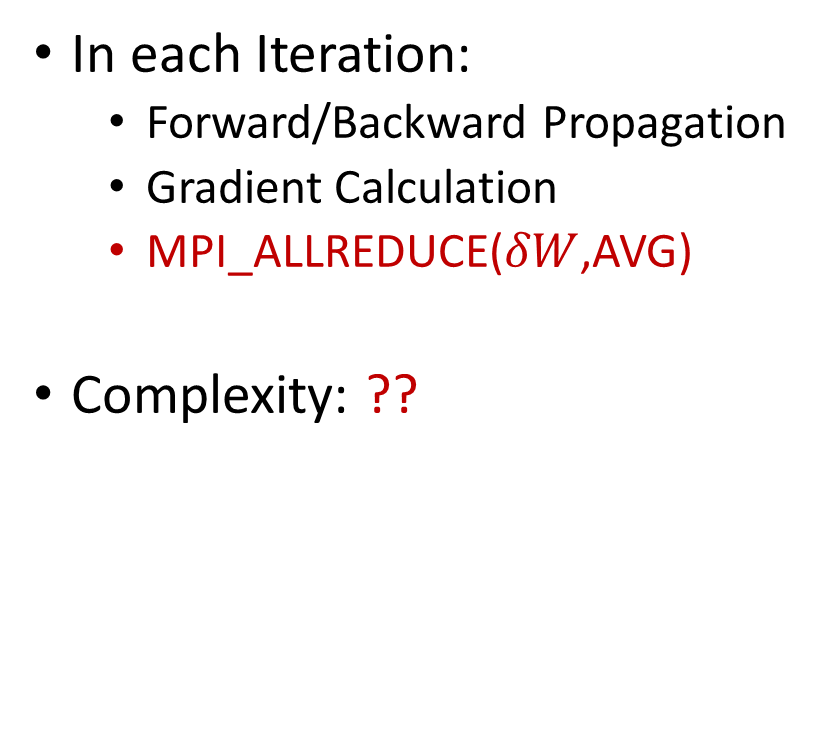 • In each Iteration:
• Forward/Backward Propagation
• Gradient Calculation
• MPI_ALLREDUCE(δW,AVG)
• Complexity: ??